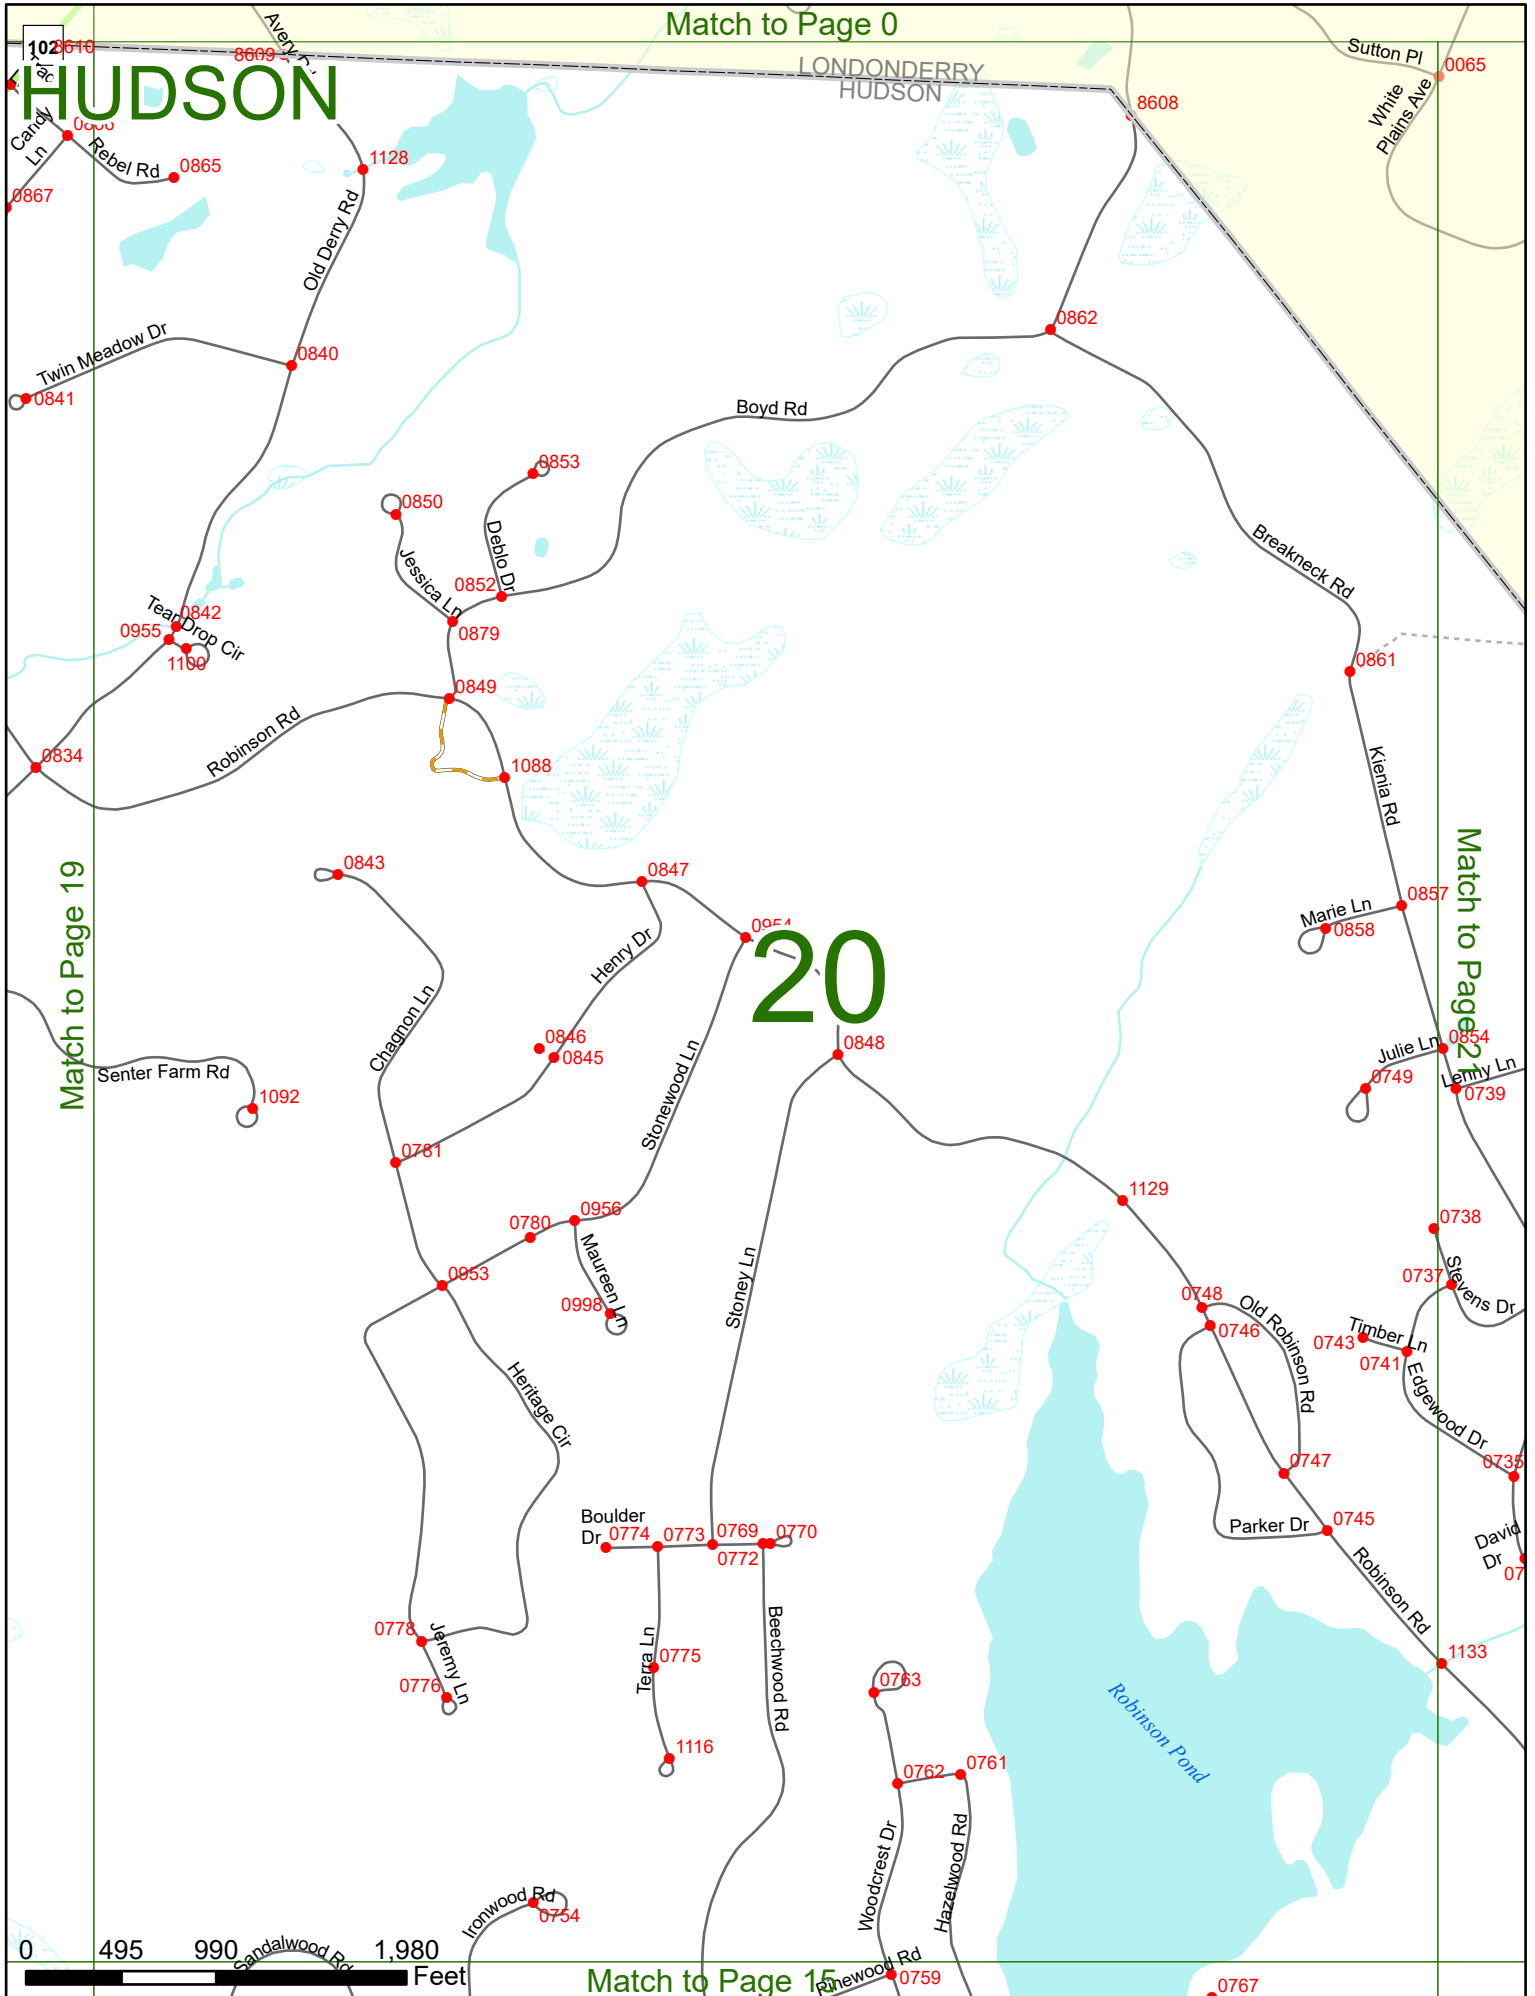 Match to Page 0
102
8610
8609
Avery
HUDSON
LONDONDERRY
HUDSON
Sutton Pl
0065
White
Plains Ave
8608
Candy
Ln
Rebel Rd
0865
1128
0867
Old Derry Rd
0862
Twin Meadow Dr
0840
0841
Boyd Rd
0853
0850
Deblo Dr
Breakneck Rd
Jessica Ln
0852
0842
Tear Drop Cir
0955
1100
0879
0861
0849
Robinson Rd
0834
1088
Kienia Rd
0843
0847
0857
Match to Page 19
Match to Page 21
Marie Ln
0858
0954
20
Henry Dr
Chagnon Ln
0846
0845
0848
0854
Julie Ln
Lenny Ln
0749
0739
Senter Farm Rd
1092
Stonewood Ln
0781
1129
0956
0780
0738
Maureen Ln
0953
0998
Stoney Ln
0737
Stevens Dr
0748
0746
Old Robinson Rd
Timber Ln
0743
0741
Heritage Cir
Edgewood Dr
0747
0735
Boulder
Dr
0774
0773
0769
0770
0772
Parker Dr
0745
David
Dr
07
Robinson Rd
0778
Jeremy Ln
0776
Terra Ln
0775
Beechwood Rd
0763
1133
Robinson Pond
1116
0762
0761
Woodcrest Dr
Hazelwood Rd
Ironwood Rd
0754
Sandalwood Rd
0
495
990
1,980
Feet
Match to Page 15
Pinewood Rd
0759
0767